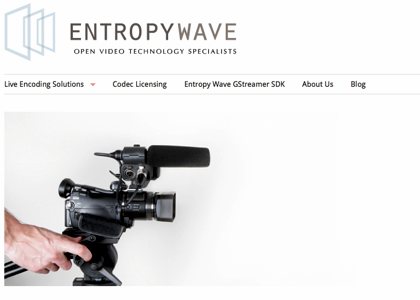 ENTROPYWAVE
OPEN VIDEO TECHNOLOGY SPECIALISTS
Live Encoding Solutions Codec Licensing Entropy Wave GStreamer SDK About Us Blog